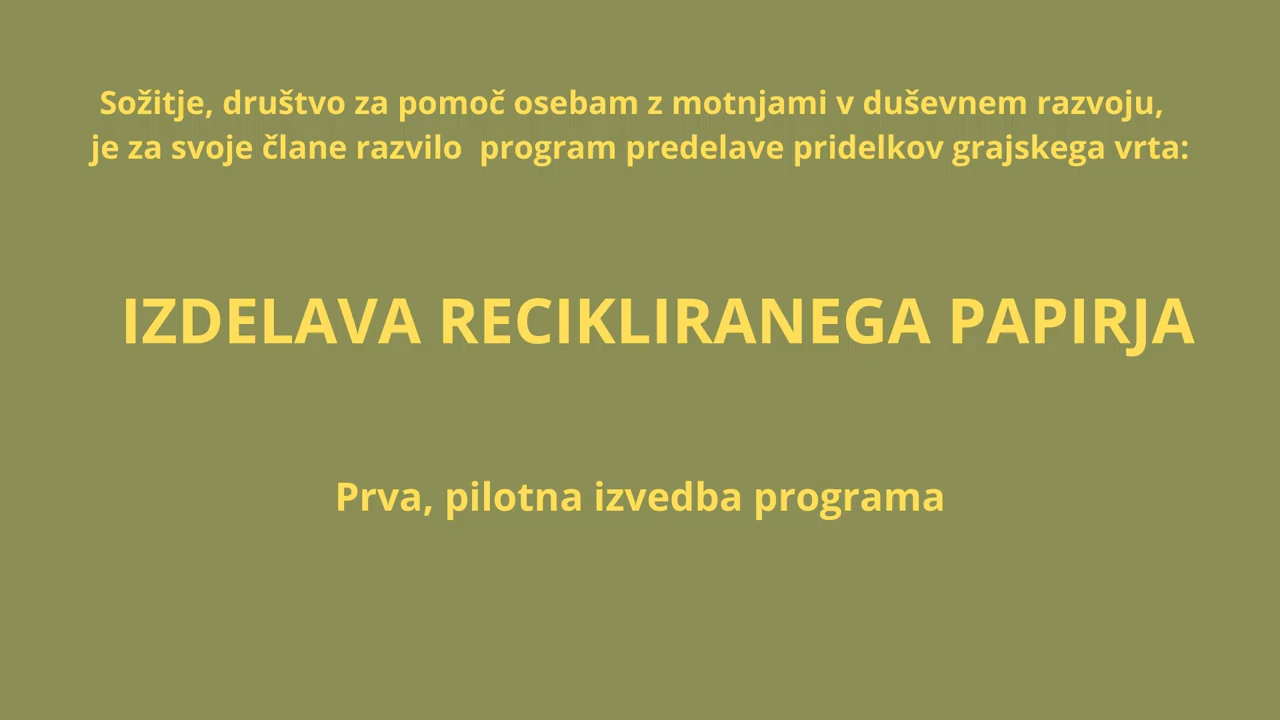 Sožitje, društvo za pomoč osebam z motnjami v duševnem razvoju,
je za svoje člane razvilo  program predelave pridelkov grajskega vrta:
IZDELAVA RECIKLIRANEGA PAPIRJA
Prva, pilotna izvedba programa